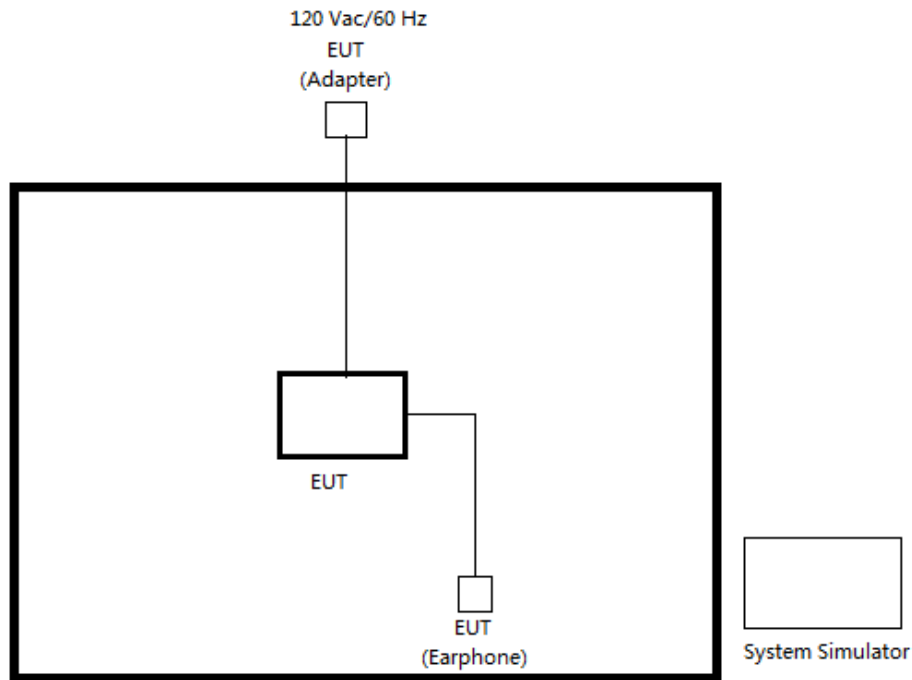 120 Vac/60 Hz
EUT
(Adapter)
EUT
EUT
(Earphone)
System Simulator